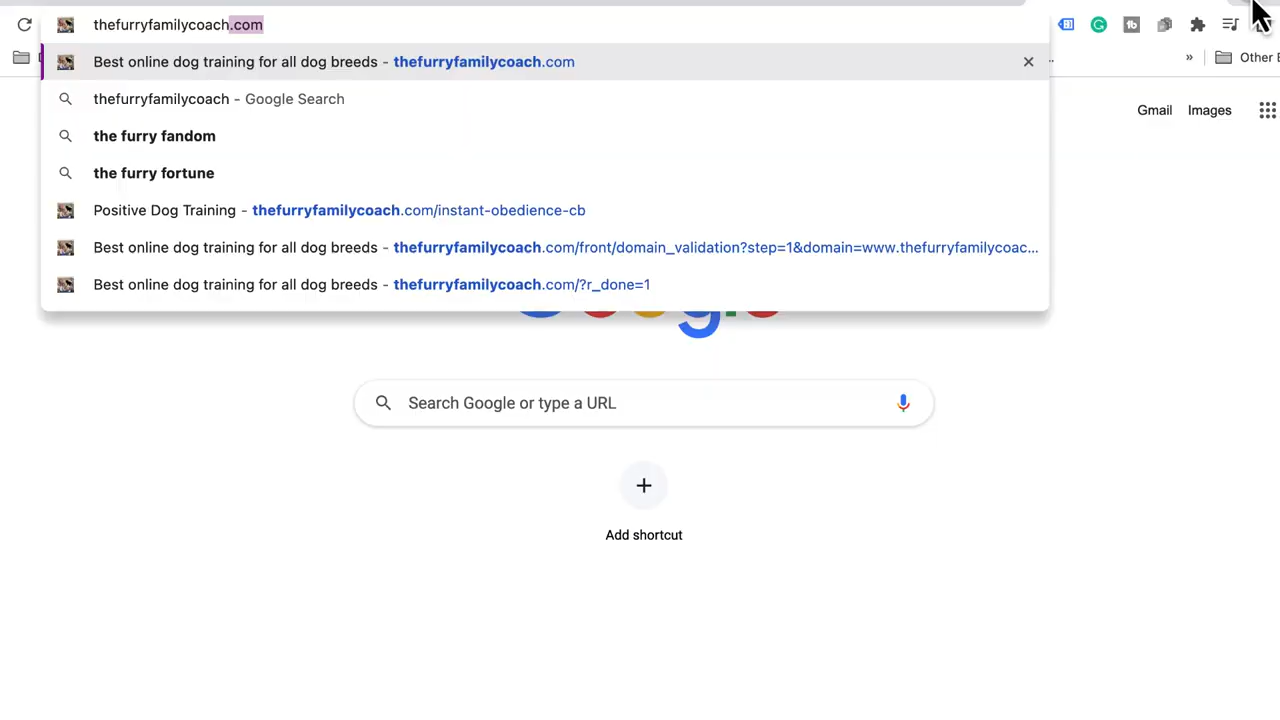 thefurryfamilycoach.com
Best online dog training for all dog breeds - thefurryfamilycoach.com
thefurryfamilycoach - Google Search
the furry fandom
the furry fortune
Positive Dog Training - thefurryfamilycoach.com/instant-obedience-cb
Best online dog training for all dog breeds - thefurryfamilycoach.com/front/domain_validation?step=1&domain=www.thefurryfamilycoac...
Best online dog training for all dog breeds - thefurryfamilycoach.com/?r_done=1
» Other
Gmail Images
Search Google or type a URL
Add shortcut